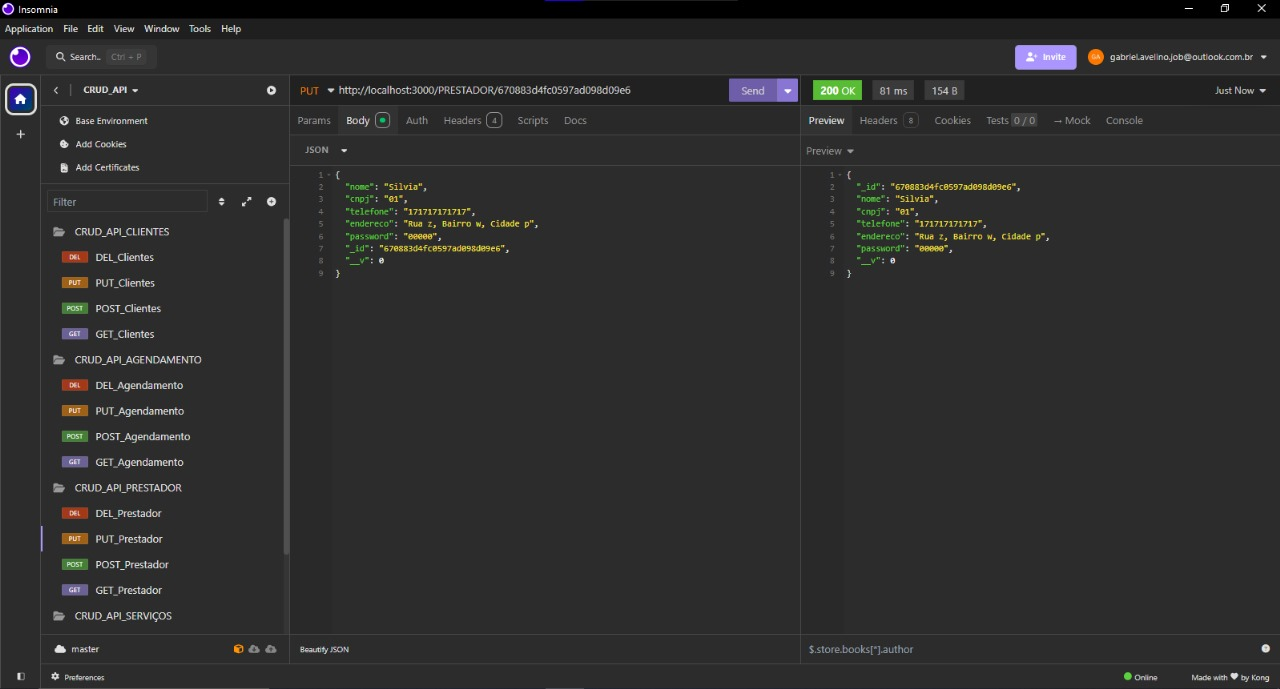 Insomnia
Application File Edit View Window Tools Help
Search.. Ctrl + P
Invite
GA gabriel.avelino.job@outlook.com.br
CRUD_API
PUT http://localhost:3000/PRESTADOR/670883d4fc0597ad098d09e6 Send
200 OK 81 ms 154 B Just Now
Base Environment
Add Cookies
Add Certificates
Params Body Auth Headers 4 Scripts Docs
Preview Headers 8 Cookies Tests 0 / 0 → Mock Console
JSON
Preview
Filter
CRUD_API_CLIENTES
DEL DEL_Clientes
PUT PUT_Clientes
POST POST_Clientes
GET GET_Clientes
CRUD_API_AGENDAMENTO
DEL DEL_Agendamento
PUT PUT_Agendamento
POST POST_Agendamento
GET GET_Agendamento
CRUD_API_PRESTADOR
DEL DEL_Prestador
PUT PUT_Prestador
POST POST_Prestador
GET GET_Prestador
CRUD_API_SERVIÇOS
1 {
2 "nome": "Silvia",
3 "cnpj": "01",
4 "telefone": "171717171717",
5 "endereco": "Rua z, Bairro w, Cidade p",
6 "password": "00000",
7 "_id": "670883d4fc0597ad098d09e6",
8 "__v": 0
9 }
1 {
2 "_id": "670883d4fc0597ad098d09e6",
3 "nome": "Silvia",
4 "cnpj": "01",
5 "telefone": "171717171717",
6 "endereco": "Rua z, Bairro w, Cidade p",
7 "password": "00000",
8 "__v": 0
9 }
master
Beautify JSON
$.store.books[*].author
Preferences
Online
Made with ♥ by Kong